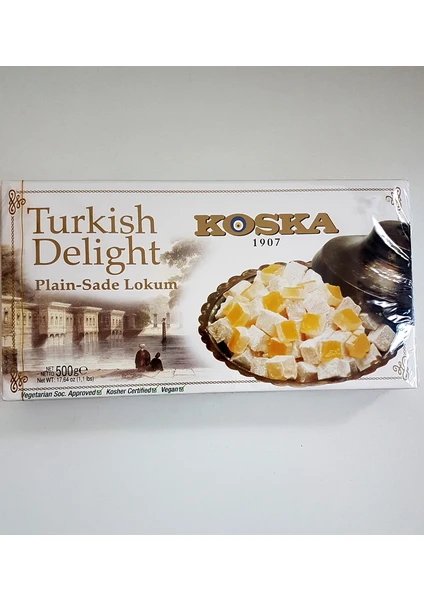 Turkish
Delight
Plain-Sade Lokum
KOSKA
1907
NET
NETTO 500g℮
Net WT: 17,64 oz (1,1 lbs)
Vegetarian Soc. Approved ☑ Kosher Certified ☑ Vegan ☑